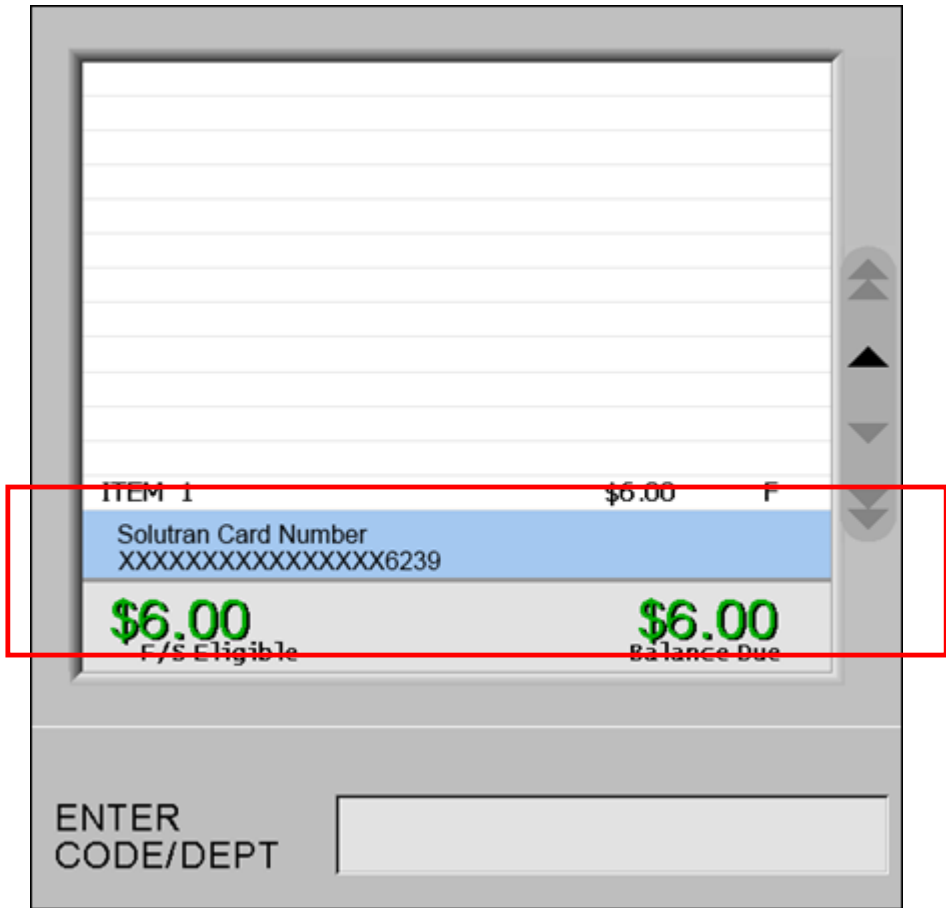 ITEM 1 $6.00 F
Solutran Card Number
XXXXXXXXXXXXXXXX6239
$6.00 $6.00
F/S Eligible Balance Due
ENTER
CODE/DEPT